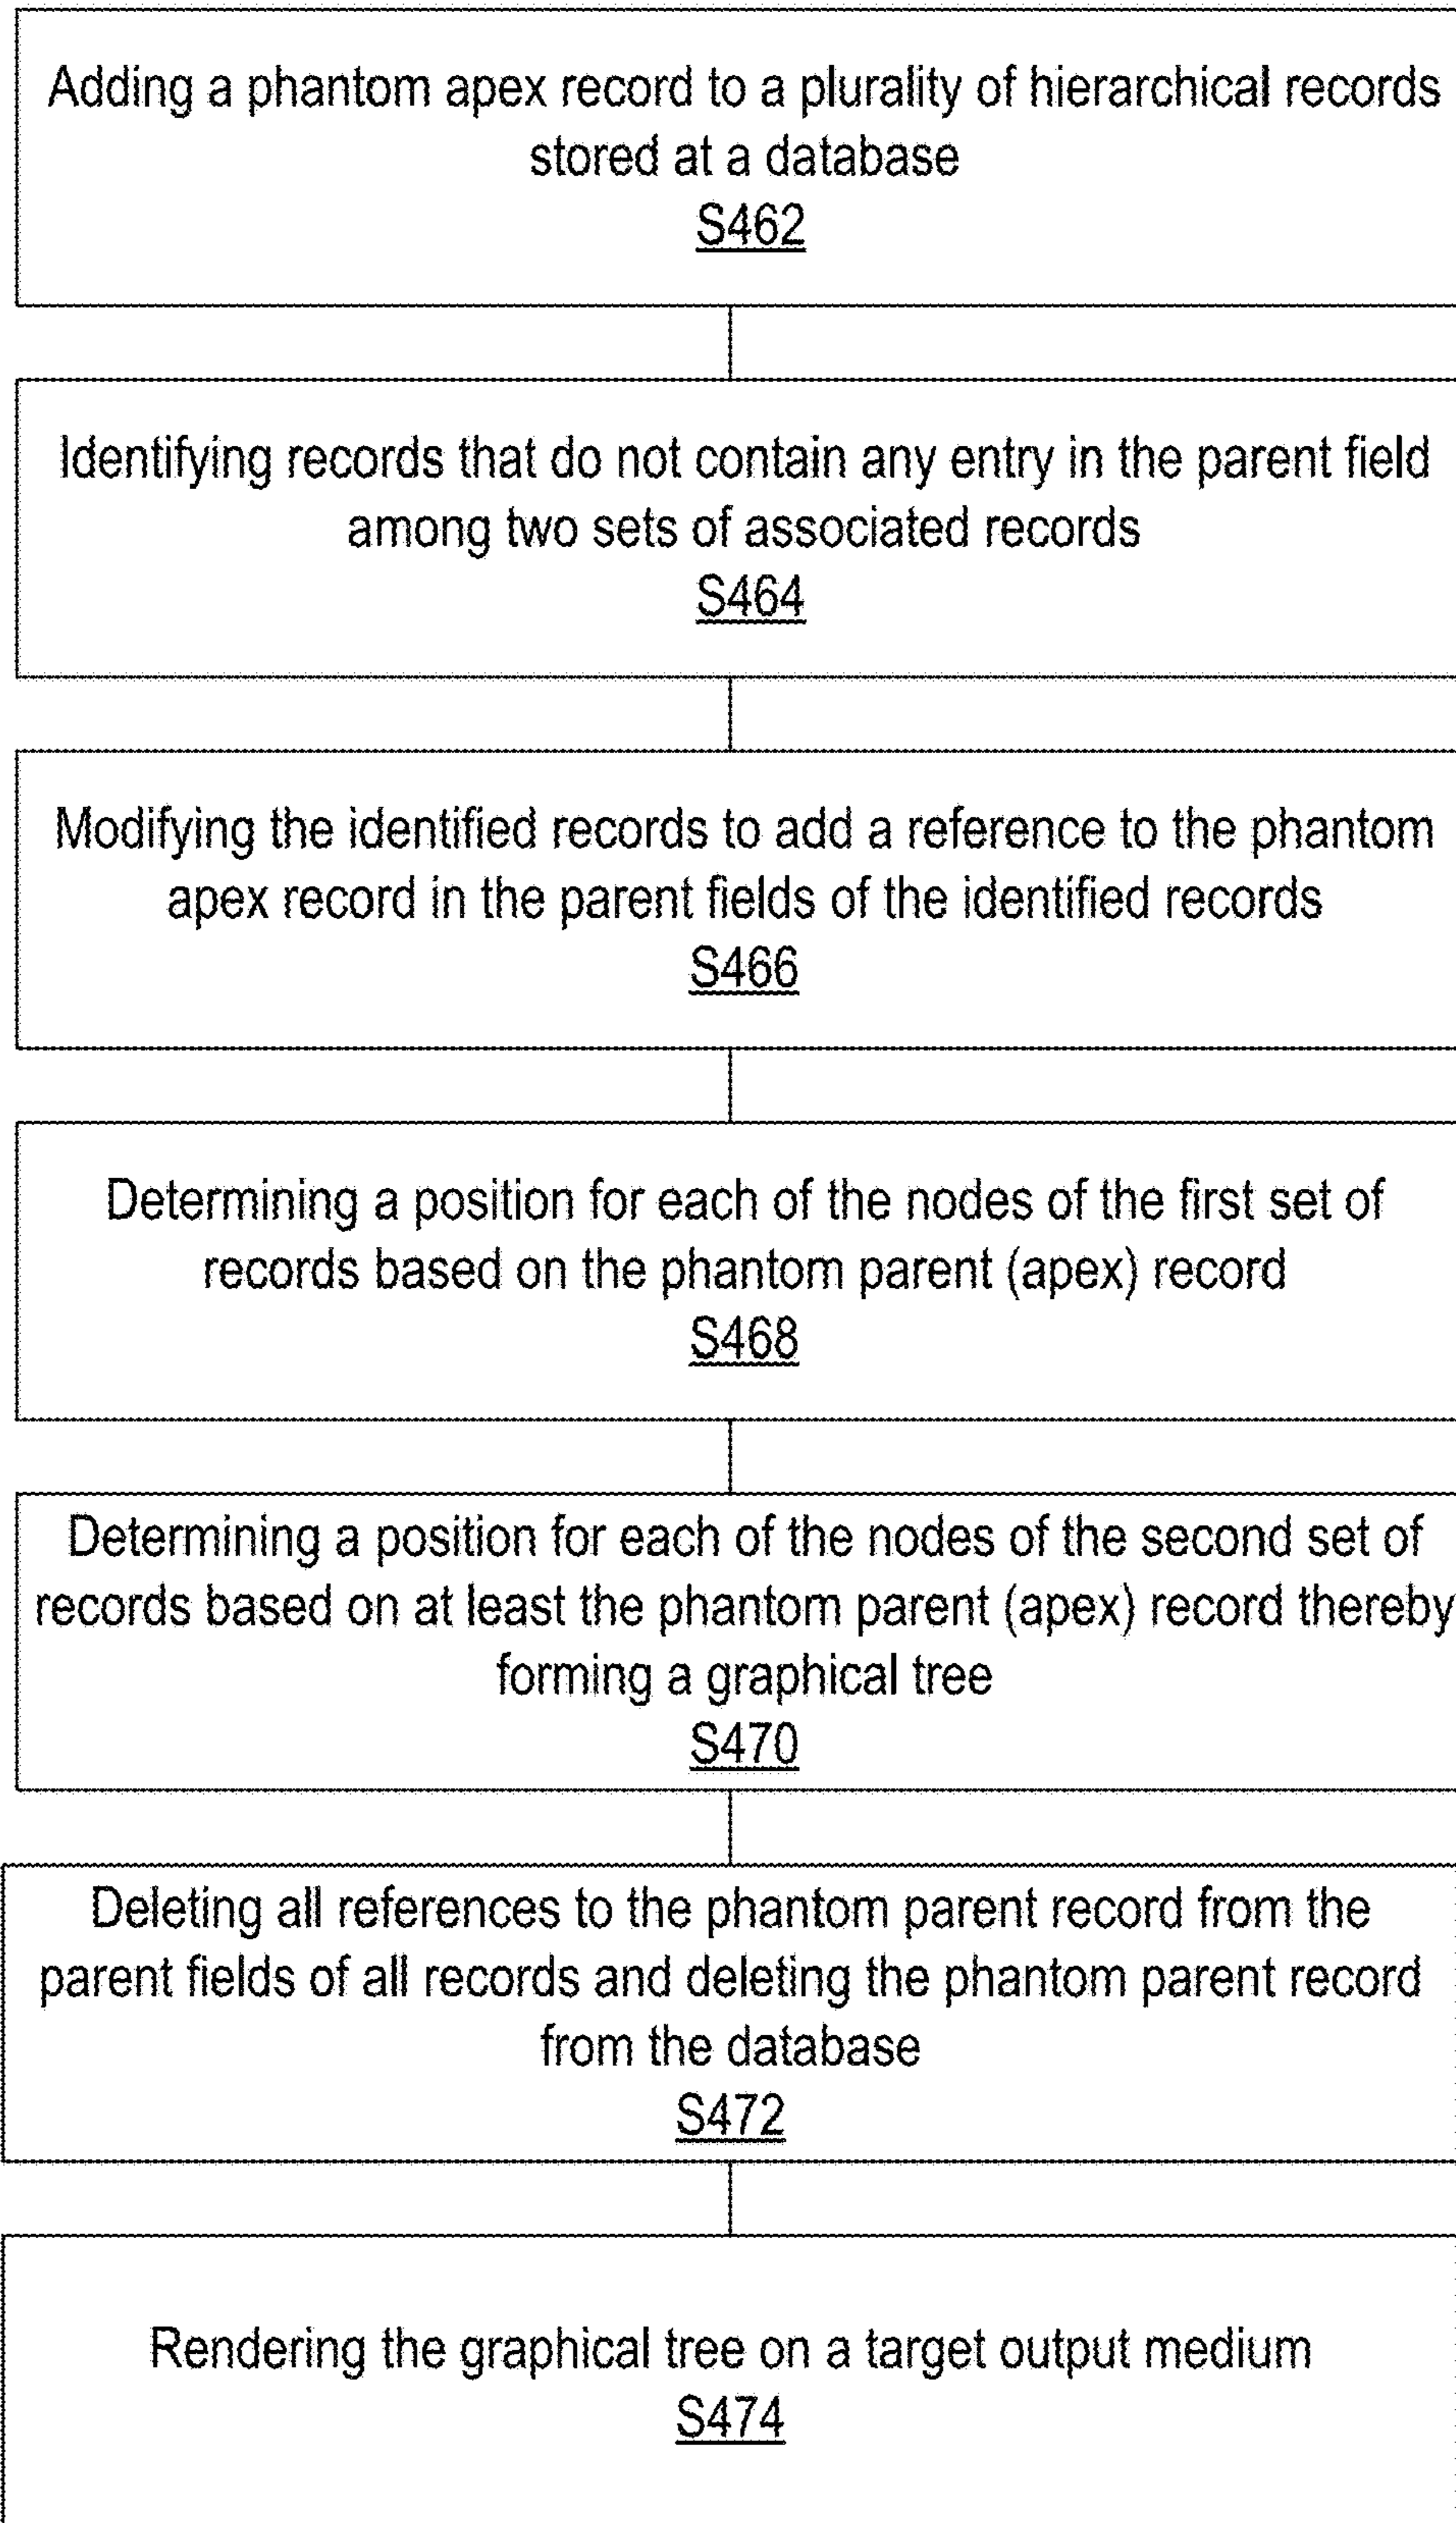 Adding a phantom apex record to a plurality of hierarchical records
stored at a database
S462
Identifying records that do not contain any entry in the parent field
among two sets of associated records
S464
Modifying the identified records to add a reference to the phantom
apex record in the parent fields of the identified records
S466
Determining a position for each of the nodes of the first set of
records based on the phantom parent (apex) record
S468
Determining a position for each of the nodes of the second set of
records based on at least the phantom parent (apex) record thereby
forming a graphical tree
S470
Deleting all references to the phantom parent record from the
parent fields of all records and deleting the phantom parent record
from the database
S472
Rendering the graphical tree on a target output medium
S474